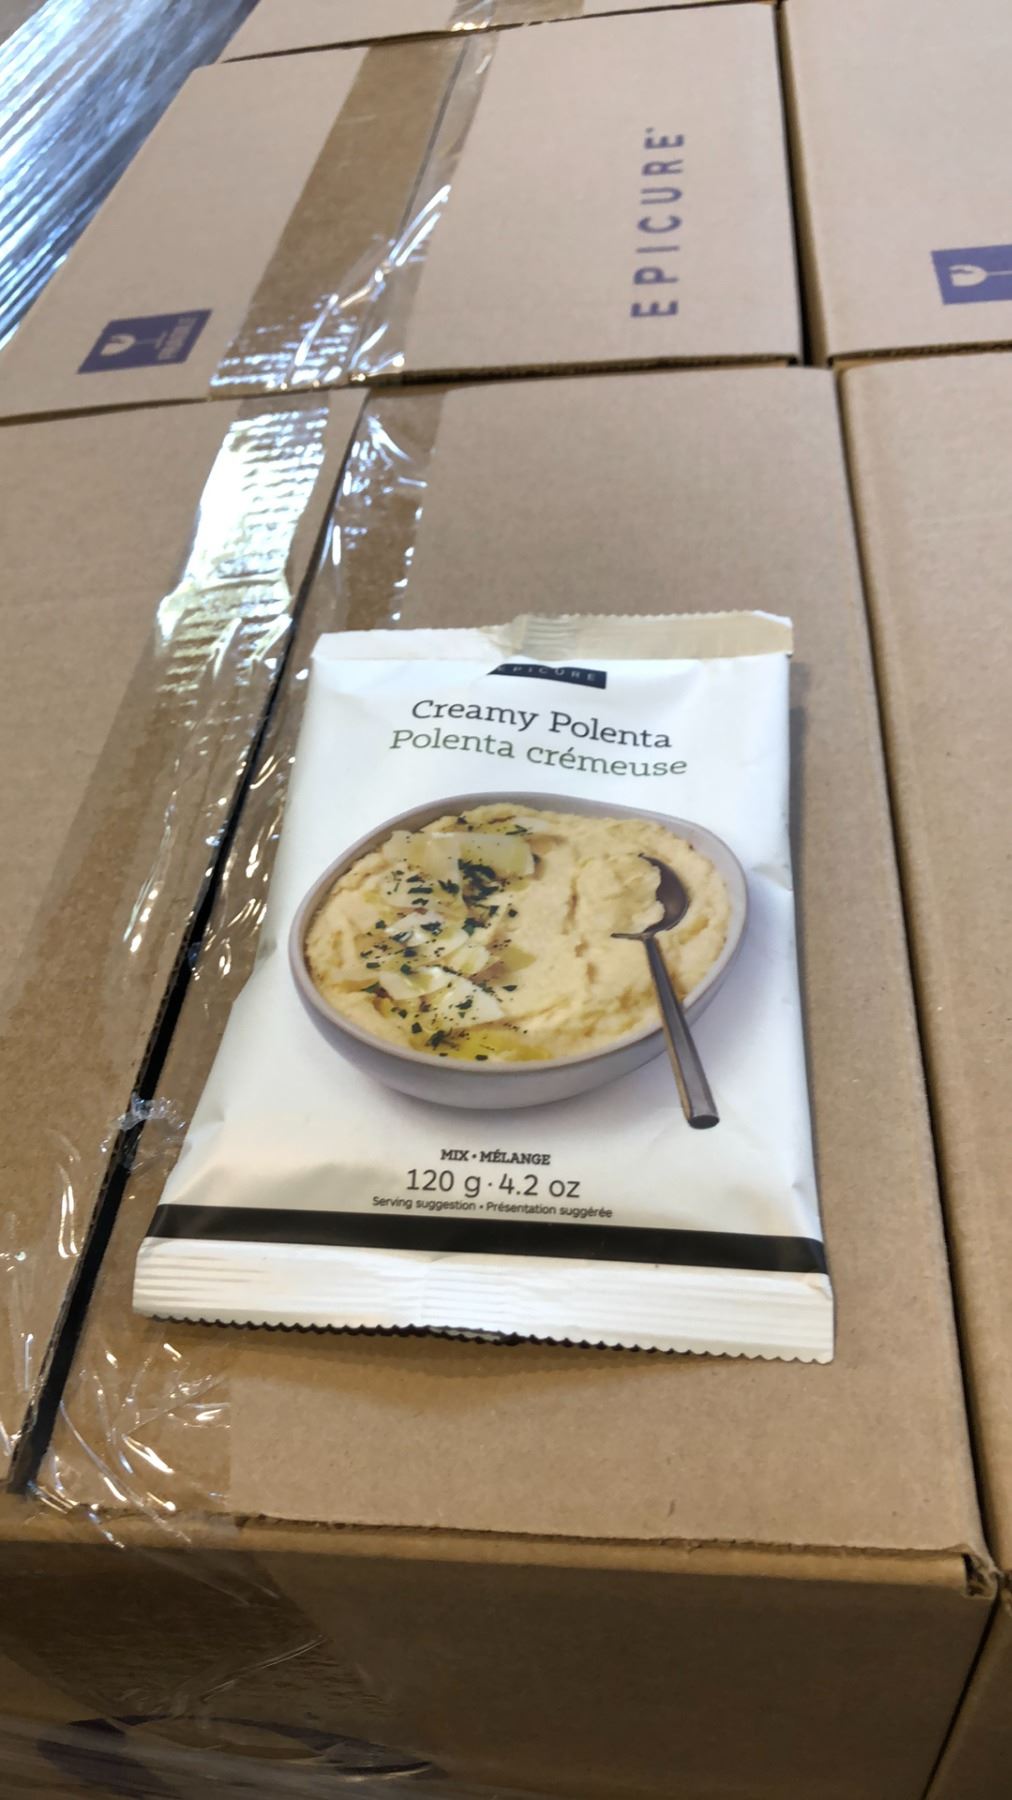 EPICURE
EPICURE
Creamy Polenta
Polenta crémeuse
MIX • MÉLANGE
120 g · 4.2 oz
Serving suggestion • Présentation suggérée